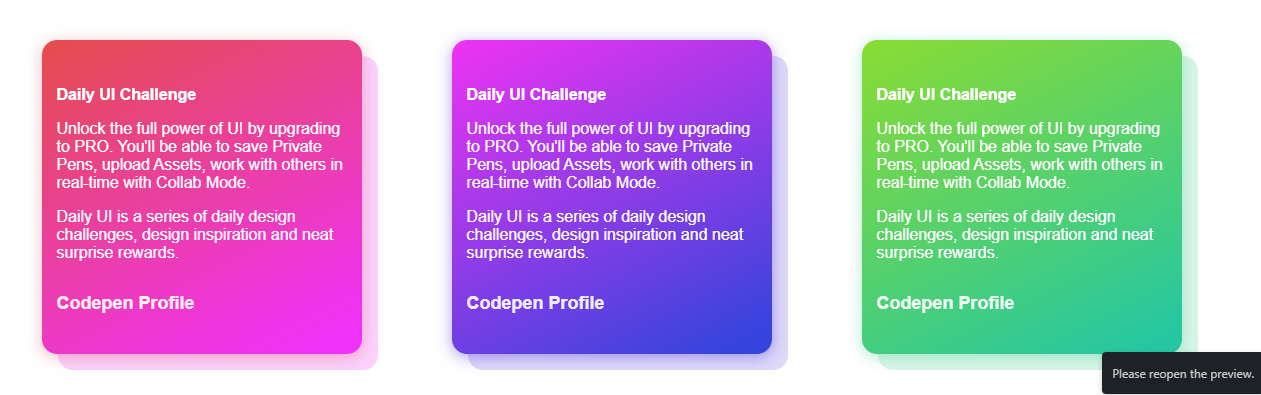 Daily UI Challenge
Unlock the full power of UI by upgrading
to PRO. You'll be able to save Private
Pens, upload Assets, work with others in
real-time with Collab Mode.
Daily UI is a series of daily design
challenges, design inspiration and neat
surprise rewards.
Codepen Profile
Daily UI Challenge
Unlock the full power of UI by upgrading
to PRO. You'll be able to save Private
Pens, upload Assets, work with others in
real-time with Collab Mode.
Daily UI is a series of daily design
challenges, design inspiration and neat
surprise rewards.
Codepen Profile
Daily UI Challenge
Unlock the full power of UI by upgrading
to PRO. You'll be able to save Private
Pens, upload Assets, work with others in
real-time with Collab Mode.
Daily UI is a series of daily design
challenges, design inspiration and neat
surprise rewards.
Codepen Profile
Please reopen the preview.